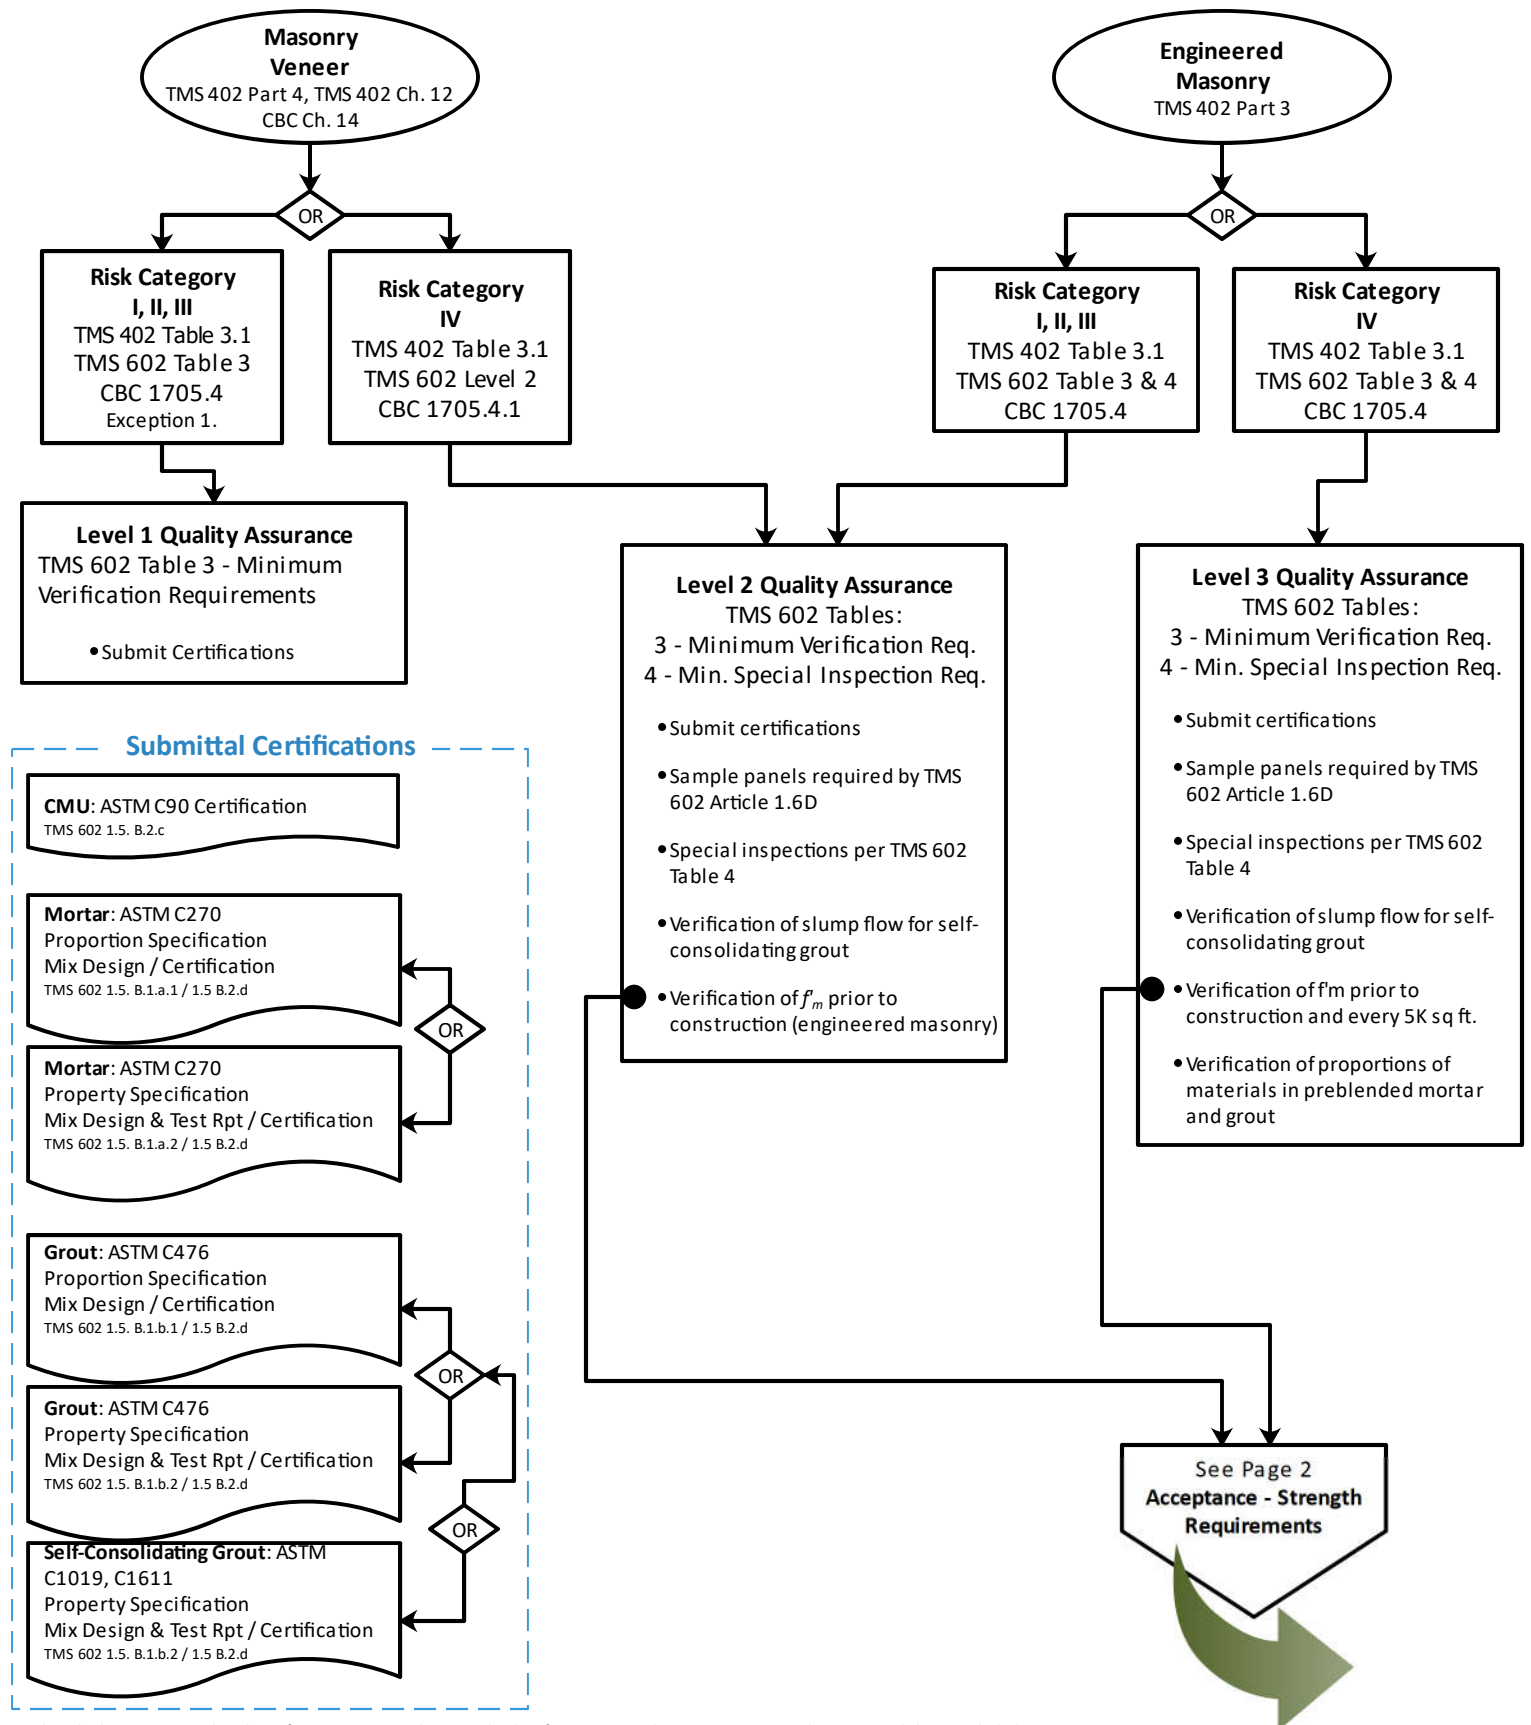 Masonry
Veneer
TMS 402 Part 4, TMS 402 Ch. 12
CBC Ch. 14
OR
Risk Category
I, II, III
TMS 402 Table 3.1
TMS 602 Table 3
CBC 1705.4
Exception 1.
Risk Category
IV
TMS 402 Table 3.1
TMS 602 Level 2
CBC 1705.4.1
Engineered
Masonry
TMS 402 Part 3
OR
Risk Category
I, II, III
TMS 402 Table 3.1
TMS 602 Table 3 & 4
CBC 1705.4
Risk Category
IV
TMS 402 Table 3.1
TMS 602 Table 3 & 4
CBC 1705.4
Level 1 Quality Assurance
TMS 602 Table 3 - Minimum
Verification Requirements
• Submit Certifications
Level 2 Quality Assurance
TMS 602 Tables:
3 - Minimum Verification Req.
4 - Min. Special Inspection Req.
• Submit certifications
• Sample panels required by TMS
602 Article 1.6D
• Special inspections per TMS 602
Table 4
• Verification of slump flow for self-
consolidating grout
• Verification of f'm prior to
construction (engineered masonry)
Level 3 Quality Assurance
TMS 602 Tables:
3 - Minimum Verification Req.
4 - Min. Special Inspection Req.
• Submit certifications
• Sample panels required by TMS
602 Article 1.6D
• Special inspections per TMS 602
Table 4
• Verification of slump flow for self-
consolidating grout
• Verification of f'm prior to
construction and every 5K sq ft.
• Verification of proportions of
materials in preblended mortar
and grout
Submittal Certifications
CMU: ASTM C90 Certification
TMS 602 1.5. B.2.c
Mortar: ASTM C270
Proportion Specification
Mix Design / Certification
TMS 602 1.5. B.1.a.1 / 1.5 B.2.d
OR
Mortar: ASTM C270
Property Specification
Mix Design & Test Rpt / Certification
TMS 602 1.5. B.1.a.2 / 1.5 B.2.d
Grout: ASTM C476
Proportion Specification
Mix Design / Certification
TMS 602 1.5. B.1.b.1 / 1.5 B.2.d
OR
Grout: ASTM C476
Property Specification
Mix Design & Test Rpt / Certification
TMS 602 1.5. B.1.b.2 / 1.5 B.2.d
OR
Self-Consolidating Grout: ASTM
C1019, C1611
Property Specification
Mix Design & Test Rpt / Certification
TMS 602 1.5. B.1.b.2 / 1.5 B.2.d
See Page 2
Acceptance - Strength
Requirements